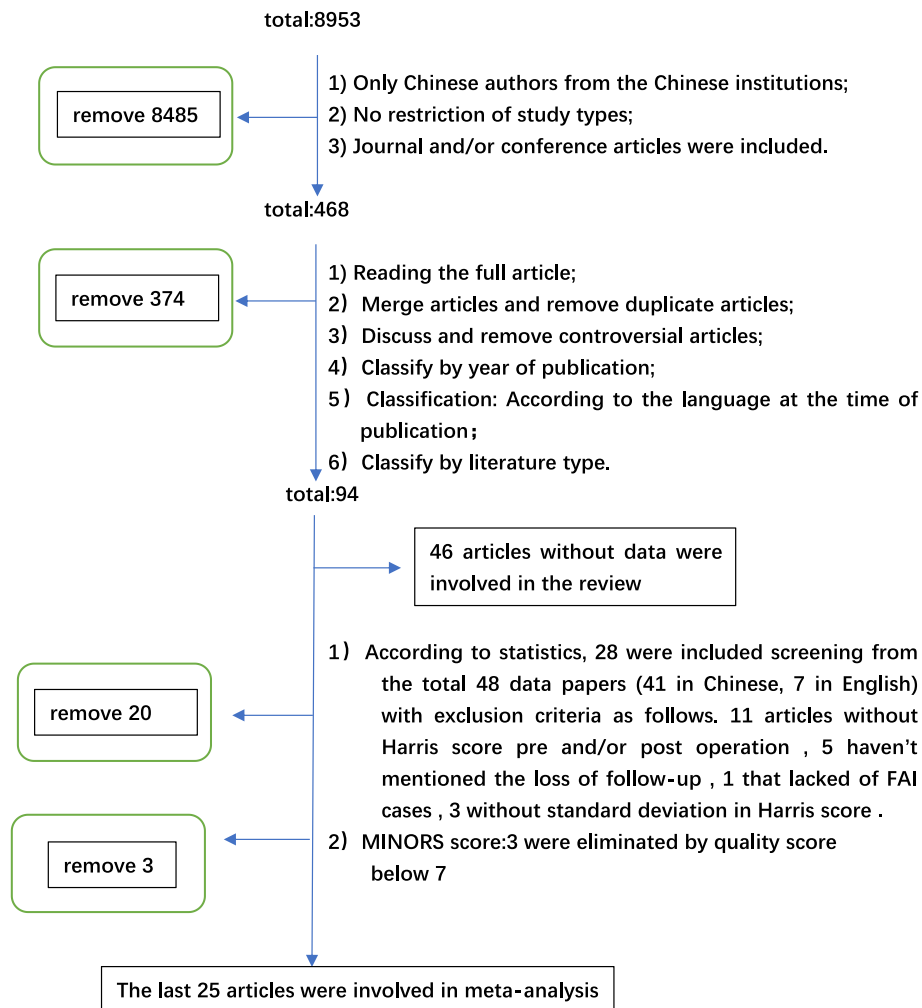 total:8953
1) Only Chinese authors from the Chinese institutions;
remove 8485
2) No restriction of study types;
3) Journal and/or conference articles were included.
total:468
1) Reading the full article;
remove 374
2) Merge articles and remove duplicate articles;
3) Discuss and remove controversial articles;
4) Classify by year of publication;
5) Classification: According to the language at the time of
publication;
6) Classify by literature type.
total:94
46 articles without data were
involved in the review
1) According to statistics, 28 were included screening from
the total 48 data papers (41 in Chinese, 7 in English)
remove 20
with exclusion criteria as follows. 11 articles without
Harris score pre and/or post operation , 5 haven't
mentioned the loss of follow-up , 1 that lacked of FAI
cases , 3 without standard deviation in Harris score .
2) MINORS score:3 were eliminated by quality score
below 7
remove 3
The last 25 articles were involved in meta-analysis